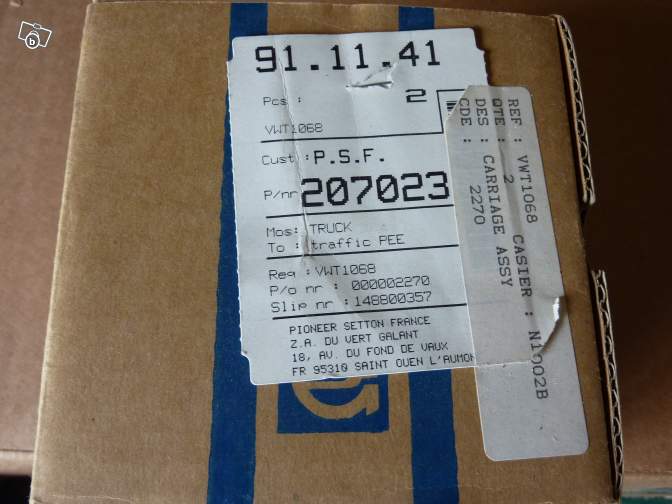 91.11.41
Pcs : 2
VWT1068
Cust : P.S.F.
P/nr 207023
Mos: TRUCK
To : traffic PEE
Req : VWT1068
P/o nr : 000002270
Slip nr : 148800357
PIONEER SETTON FRANCE
Z.A. DU VERT GALANT
18, AV. DU FOND DE VAUX
FR 95310 SAINT OUEN L'AUMON
REF : VWT1068 CASIER : N1002B
QTE : 2
DES : CARRIAGE ASSY
CDE : 2270